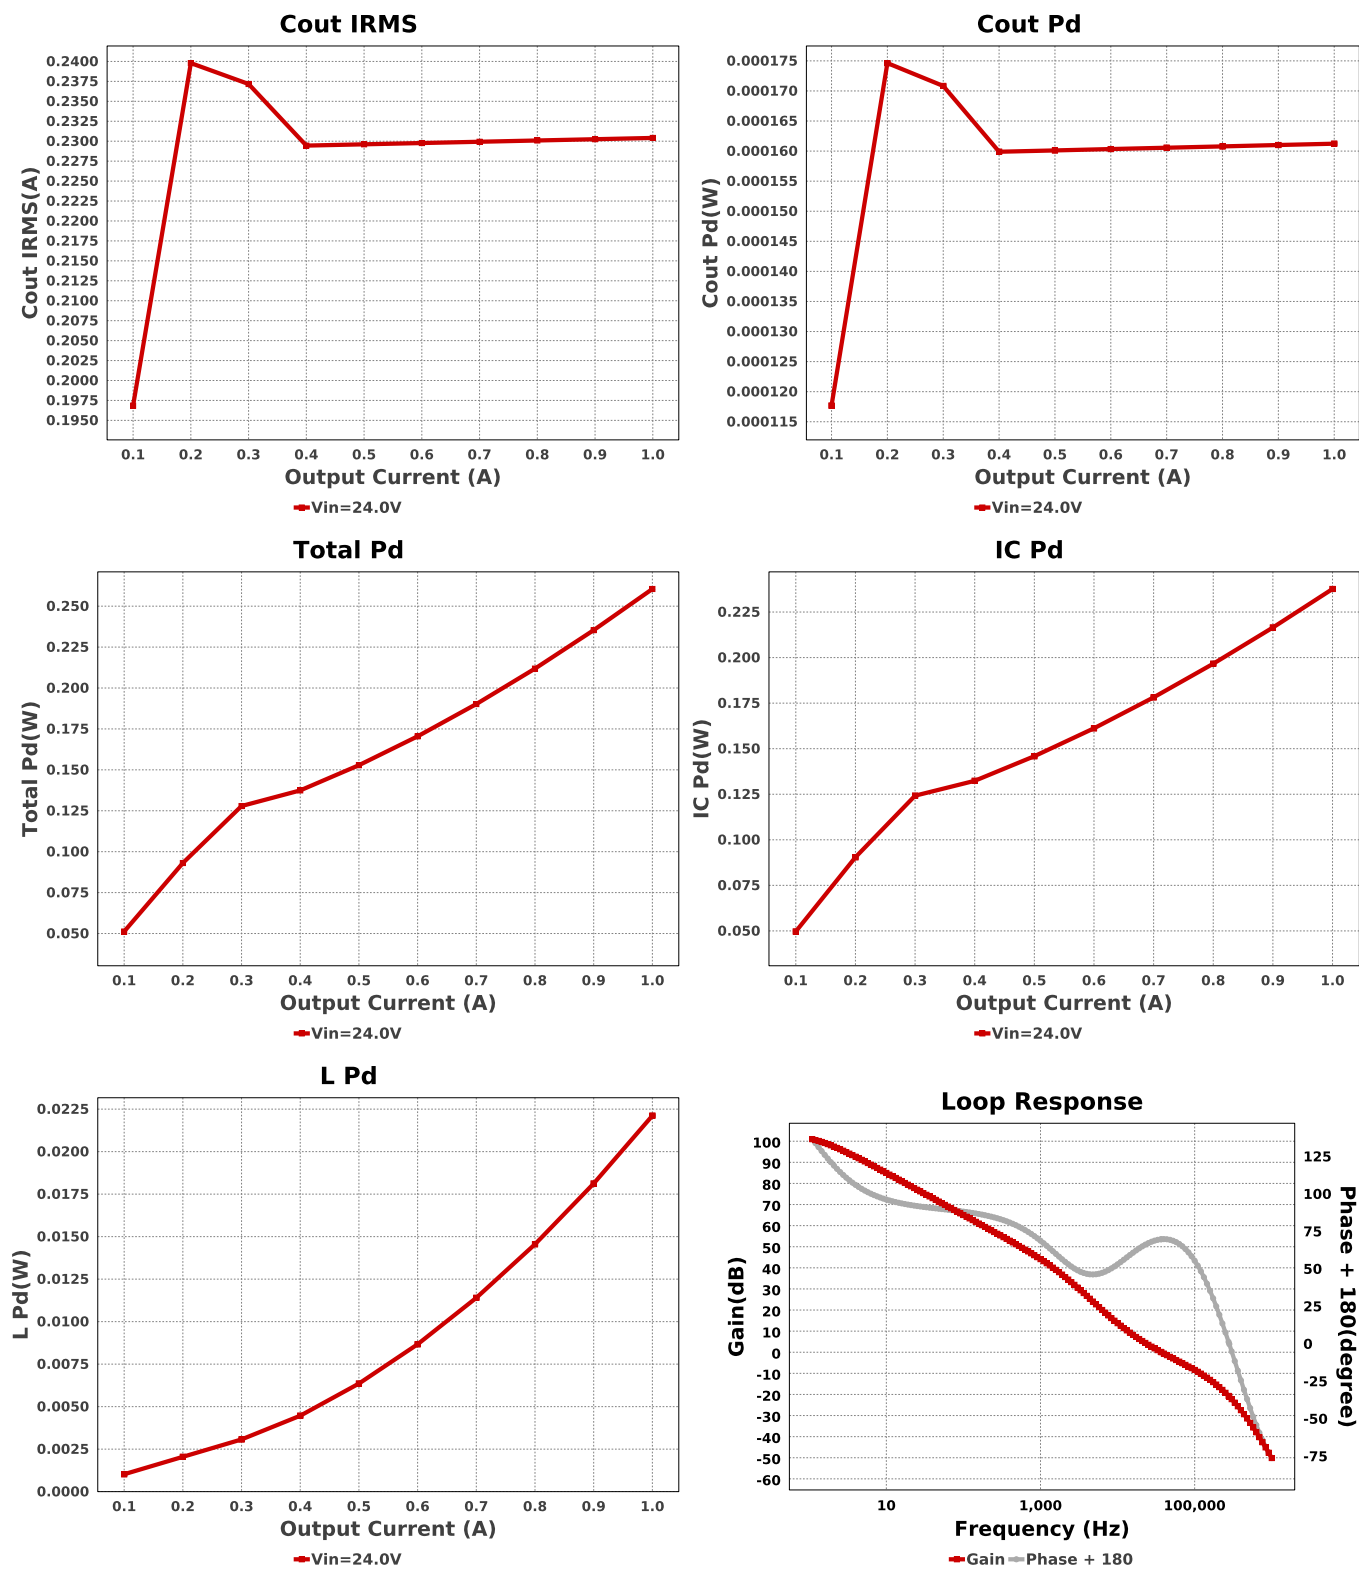 Cout IRMS
Cout IRMS(A)
0.2400
0.2375
0.2350
0.2325
0.2300
0.2275
0.2250
0.2225
0.2200
0.2175
0.2150
0.2125
0.2100
0.2075
0.2050
0.2025
0.2000
0.1975
0.1950
0.1 0.2 0.3 0.4 0.5 0.6 0.7 0.8 0.9 1.0
Output Current (A)
Vin=24.0V
Cout Pd
Cout Pd(W)
0.000175
0.000170
0.000165
0.000160
0.000155
0.000150
0.000145
0.000140
0.000135
0.000130
0.000125
0.000120
0.000115
0.1 0.2 0.3 0.4 0.5 0.6 0.7 0.8 0.9 1.0
Output Current (A)
Vin=24.0V
Total Pd
Total Pd(W)
0.250
0.225
0.200
0.175
0.150
0.125
0.100
0.075
0.050
0.1 0.2 0.3 0.4 0.5 0.6 0.7 0.8 0.9 1.0
Output Current (A)
Vin=24.0V
IC Pd
IC Pd(W)
0.225
0.200
0.175
0.150
0.125
0.100
0.075
0.050
0.1 0.2 0.3 0.4 0.5 0.6 0.7 0.8 0.9 1.0
Output Current (A)
Vin=24.0V
L Pd
L Pd(W)
0.0225
0.0200
0.0175
0.0150
0.0125
0.0100
0.0075
0.0050
0.0025
0.0000
0.1 0.2 0.3 0.4 0.5 0.6 0.7 0.8 0.9 1.0
Output Current (A)
Vin=24.0V
Loop Response
Gain(dB)
100
90
80
70
60
50
40
30
20
10
0
-10
-20
-30
-40
-50
-60
125
100
75
50
25
0
-25
-50
-75
Phase + 180(degree)
10 1,000 100,000
Frequency (Hz)
Gain Phase + 180